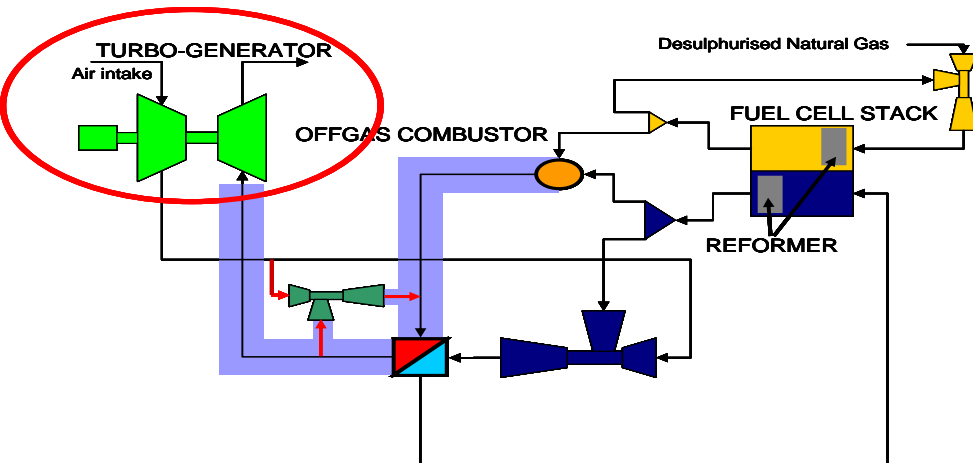 TURBO-GENERATOR
Air intake
Desulphurised Natural Gas
FUEL CELL STACK
OFFGAS COMBUSTOR
REFORMER